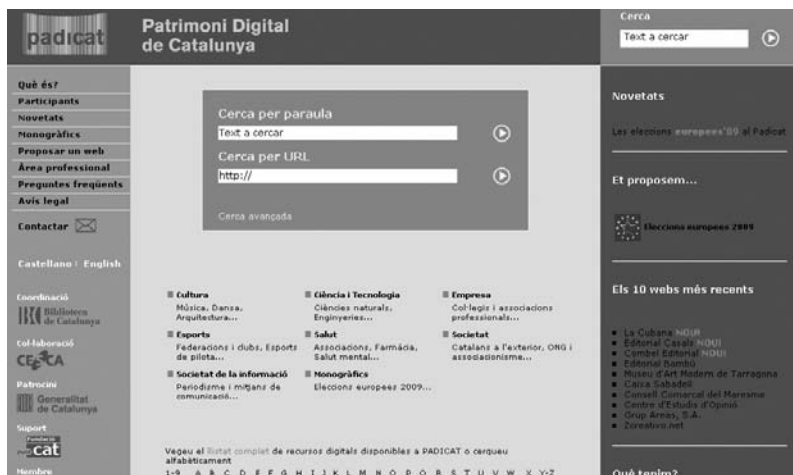 padicat
Patrimoni Digital
de Catalunya
Cerca
Text a cercar
Què és?
Participants
Novetats
Monogràfics
Proposar un web
Àrea professional
Preguntes freqüents
Avís legal
Contactar
Castellano English
Coordinació
Biblioteca
de Catalunya
Col·laboració
CESCA
Patrocini
Generalitat
de Catalunya
Suport
Fundació
.cat
Membre
Cerca per paraula
Text a cercar
Cerca per URL
http://
Cerca avançada
Cultura
Música, Dansa,
Arquitectura...
Ciència i Tecnologia
Ciències naturals,
Enginyeries...
Empresa
Col·legis i associacions
professionals...
Esports
Federacions i clubs, Esports
de pilota...
Salut
Associacions, Farmàcia,
Salut mental...
Societat
Catalans a l'exterior, ONG i
associacionisme...
Societat de la informació
Periodisme i mitjans de
comunicació...
Monogràfics
Eleccions europees 2009...
Vegeu el llistat complet de recursos digitals disponibles a PADICAT o cerqueu
alfabèticament
1-9 A B C D E F G H I J K L M N O P Q R S T U V W X Y-Z
Novetats
Les eleccions europees'09 al Padicat
Et proposem...
Eleccions europees 2009
Els 10 webs més recents
La Cubana NOU!
Editorial Casals NOU!
Combel Editorial NOU!
Editorial Bambú
Museu d'Art Modern de Tarragona
Caixa Sabadell
Consell Comarcal del Maresme
Centre d'Estudis d'Opinió
Grup Areas, S.A.
Zoreativo.net
Què tenim?